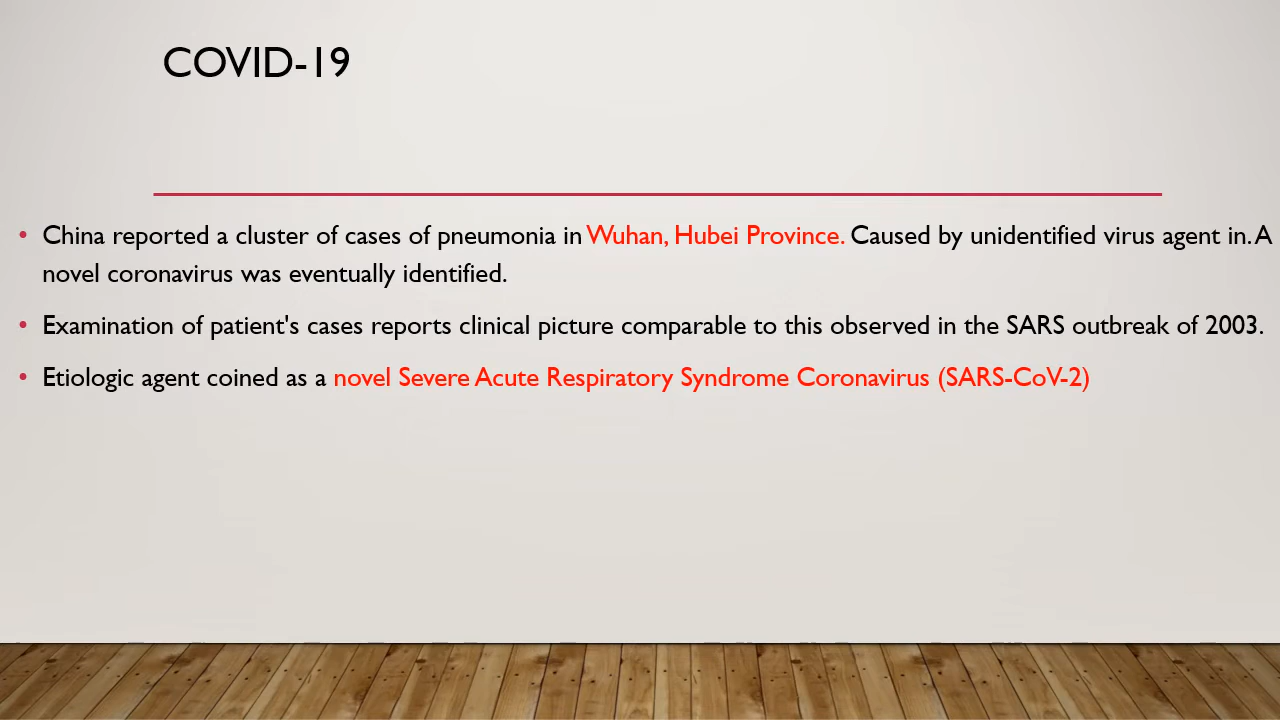 COVID-19
• China reported a cluster of cases of pneumonia in Wuhan, Hubei Province. Caused by unidentified virus agent in. A
novel coronavirus was eventually identified.
• Examination of patient's cases reports clinical picture comparable to this observed in the SARS outbreak of 2003.
• Etiologic agent coined as a novel Severe Acute Respiratory Syndrome Coronavirus (SARS-CoV-2)